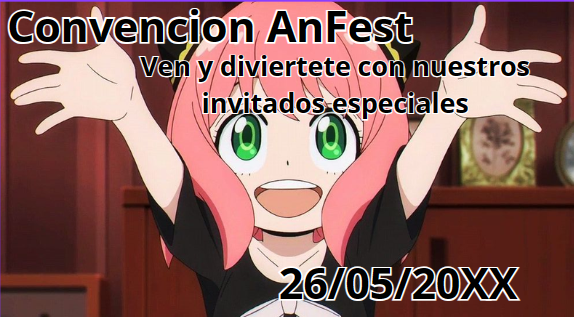 Convencion AnFest
Ven y diviertete con nuestros
invitados especiales
26/05/20XX